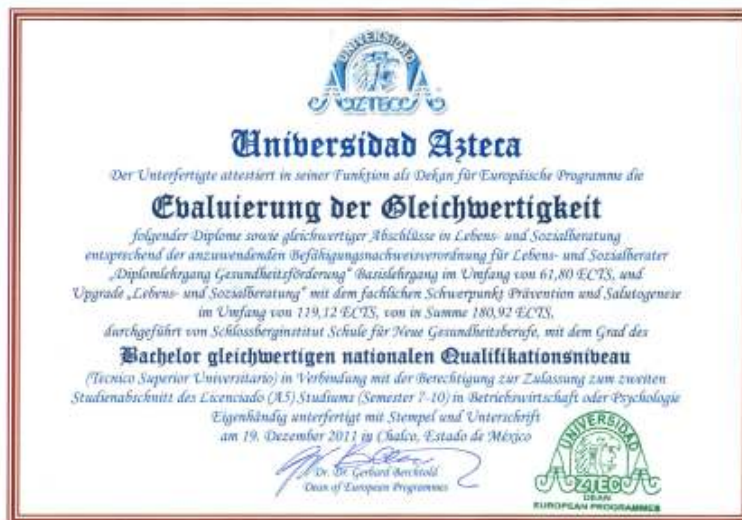 UNIVERSIDAD
AZTECA
Universidad Azteca
Der Unterfertigte attestiert in seiner Funktion als Dekan für Europäische Programme die
Evaluierung der Gleichwertigkeit
folgender Diplome sowie gleichwertiger Abschlüsse in Lebens- und Sozialberatung
entsprechend der anzuwendenden Befähigungsnachweisverordnung für Lebens- und Sozialberater
„Diplomlehrgang Gesundheitsförderung“ Basislehrgang im Umfang von 61,80 ECTS, und
Upgrade „Lebens- und Sozialberatung“ mit dem fachlichen Schwerpunkt Prävention und Salutogenese
im Umfang von 119,12 ECTS, von in Summe 180,92 ECTS,
durchgeführt von Schlossberginstitut Schule für Neue Gesundheitsberufe, mit dem Grad des
Bachelor gleichwertigen nationalen Qualifikationsniveau
(Tecnico Superior Universitario) in Verbindung mit der Berechtigung zur Zulassung zum zweiten
Studienabschnitt des Licenciado (A5) Studiums (Semester 7-10) in Betriebswirtschaft oder Psychologie
Eigenhändig unterfertigt mit Stempel und Unterschrift
am 19. Dezember 2011 in Chalco, Estado de México
Dr. Dr. Gerhard Berchtold
Dean of European Programmes
UNIVERSIDAD
AZTECA
DEAN
EUROPEAN PROGRAMMES